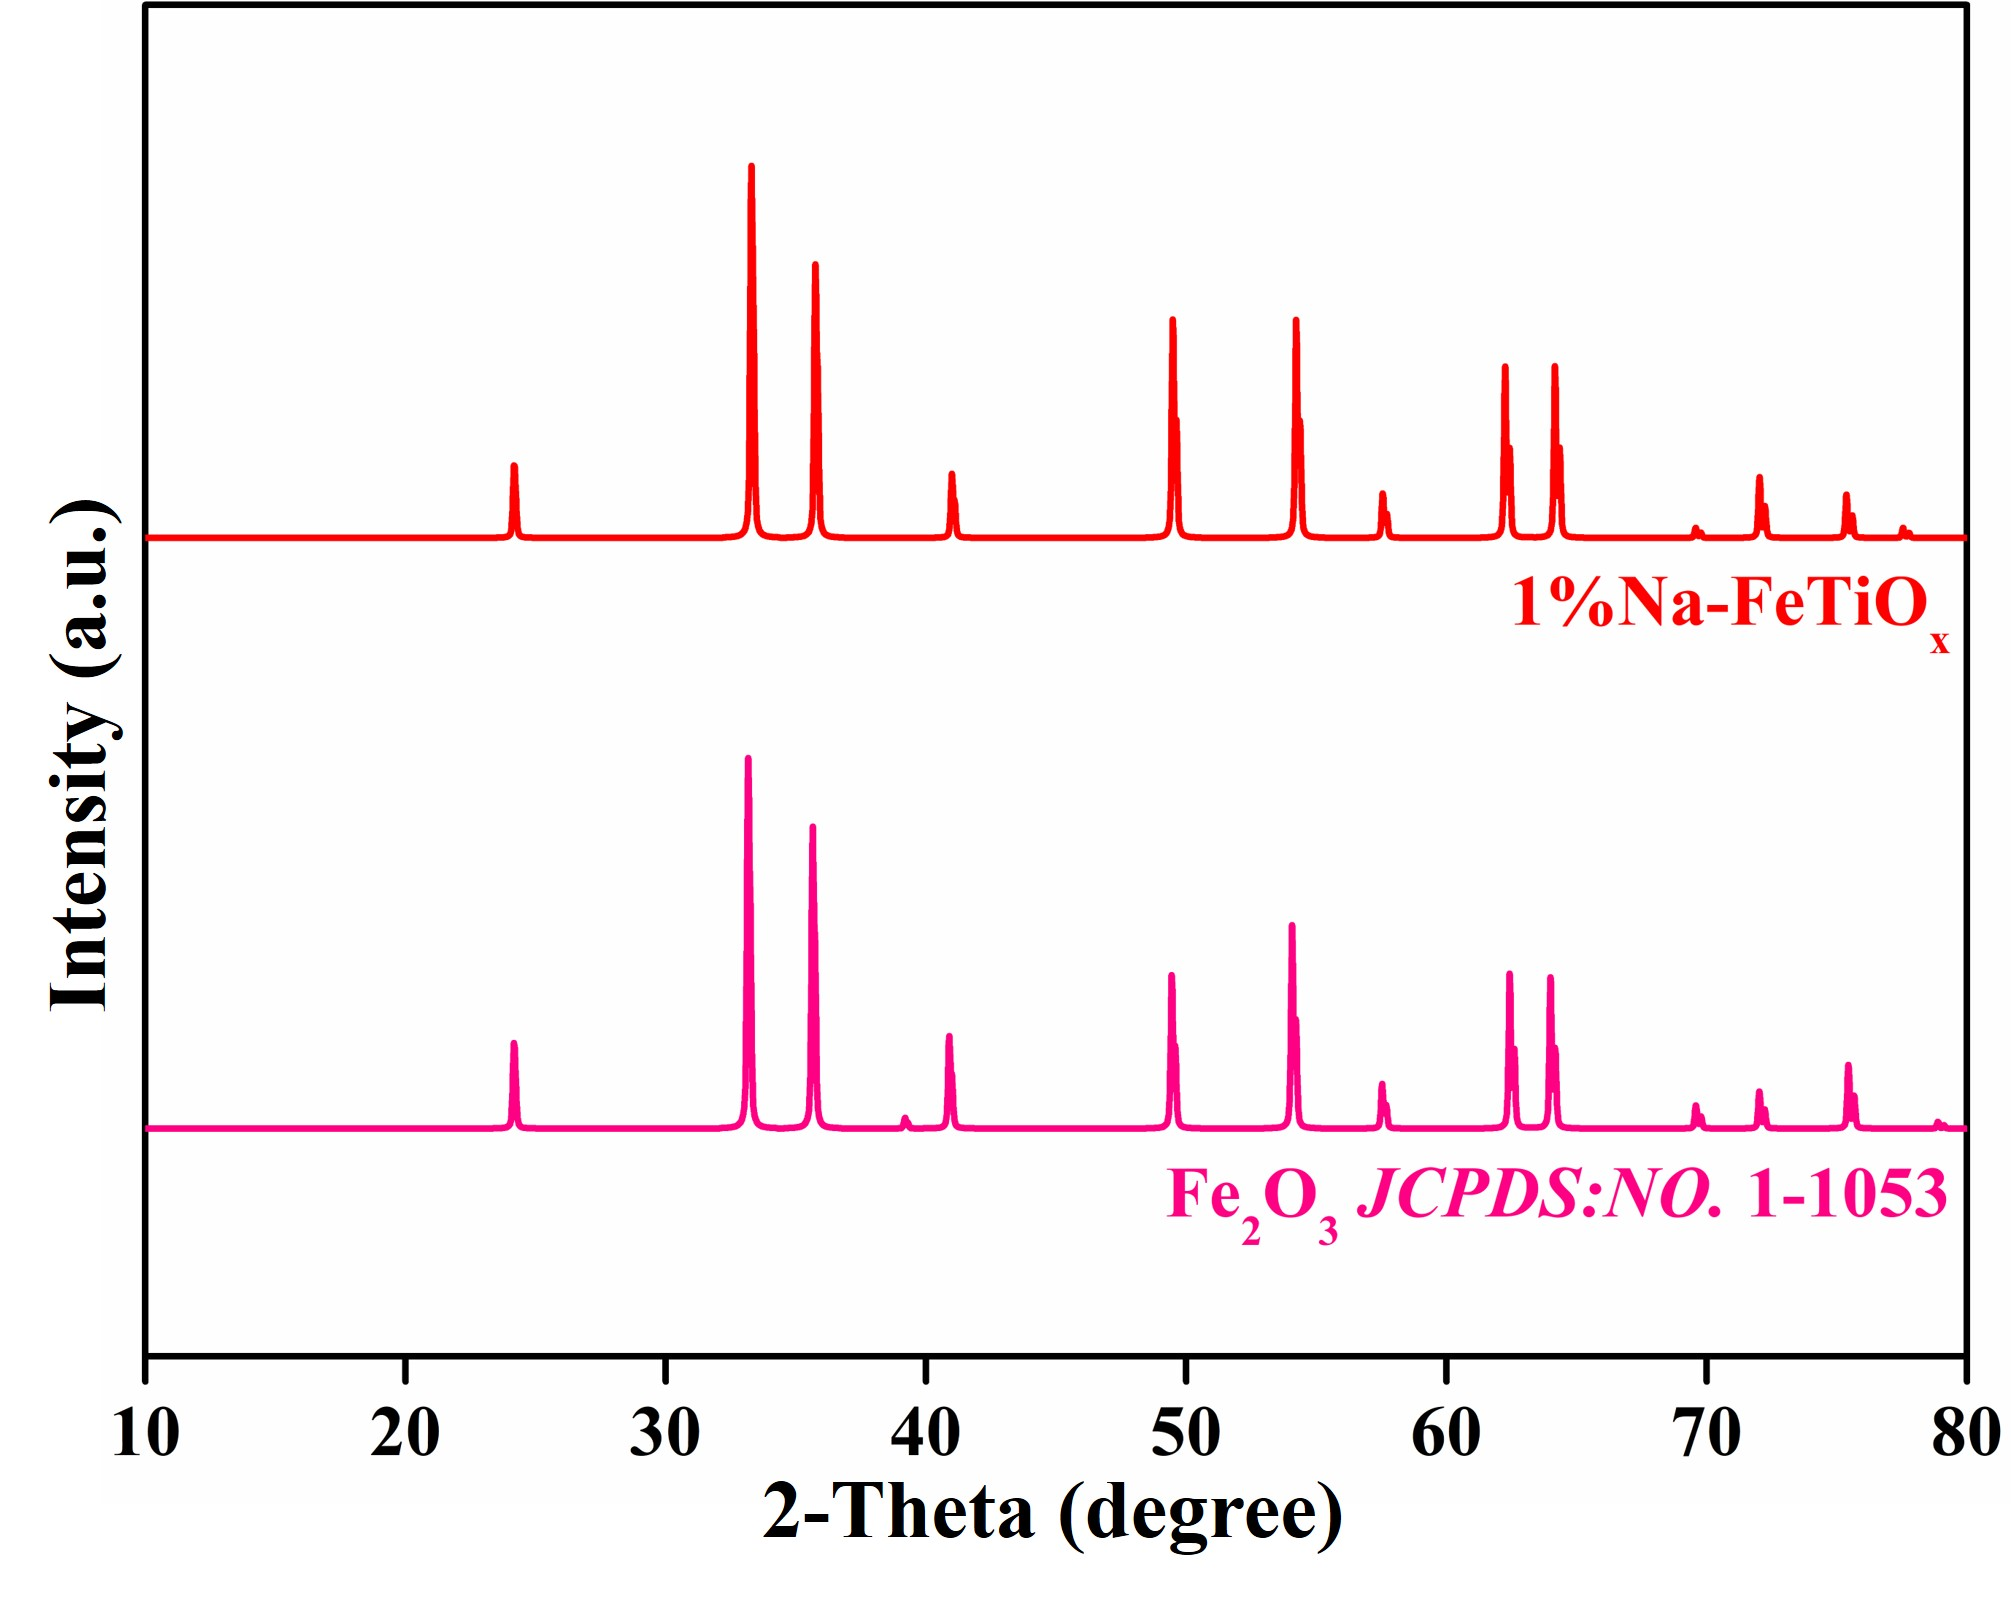 Intensity (a.u.)
1%Na-FeTiOx
Fe2O3 JCPDS:NO. 1-1053
10 20 30 40 50 60 70 80
2-Theta (degree)